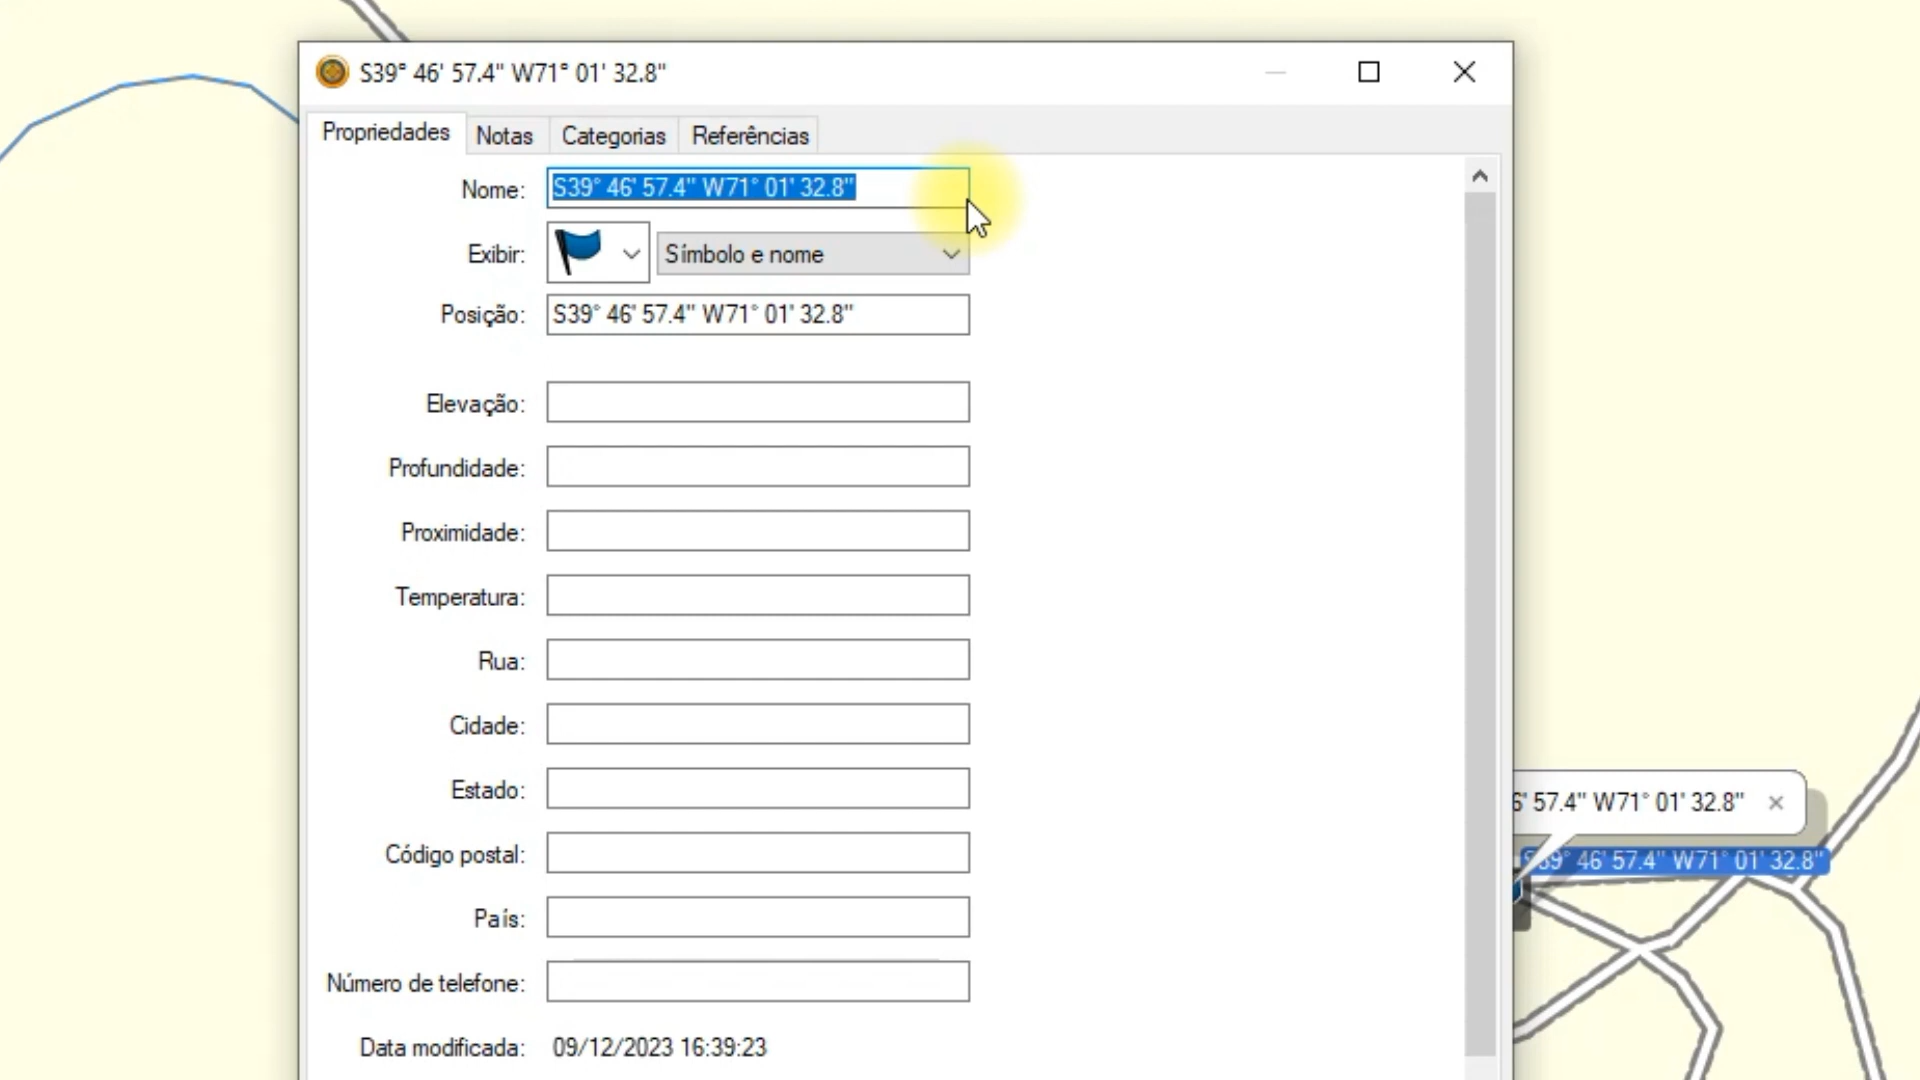 S39° 46' 57.4" W71° 01' 32.8"
Propriedades Notas Categorias Referências
Nome: S39° 46' 57.4" W71° 01' 32.8"
Exibir: Símbolo e nome
Posição: S39° 46' 57.4" W71° 01' 32.8"
Elevação:
Profundidade:
Proximidade:
Temperatura:
Rua:
Cidade:
Estado:
6' 57.4" W71° 01' 32.8"
Código postal:
S39° 46' 57.4" W71° 01' 32.8"
País:
Número de telefone:
Data modificada: 09/12/2023 16:39:23